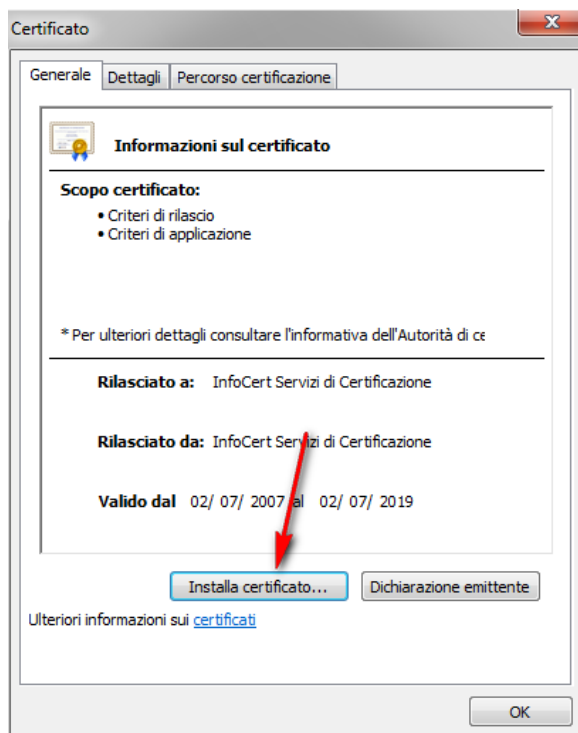 Certificato
Generale Dettagli Percorso certificazione
Informazioni sul certificato
Scopo certificato:
• Criteri di rilascio
• Criteri di applicazione
* Per ulteriori dettagli consultare l'informativa dell'Autorità di ce
Rilasciato a: InfoCert Servizi di Certificazione
Rilasciato da: InfoCert Servizi di Certificazione
Valido dal 02/ 07/ 2007 al 02/ 07/ 2019
Installa certificato... Dichiarazione emittente
Ulteriori informazioni sui certificati
OK